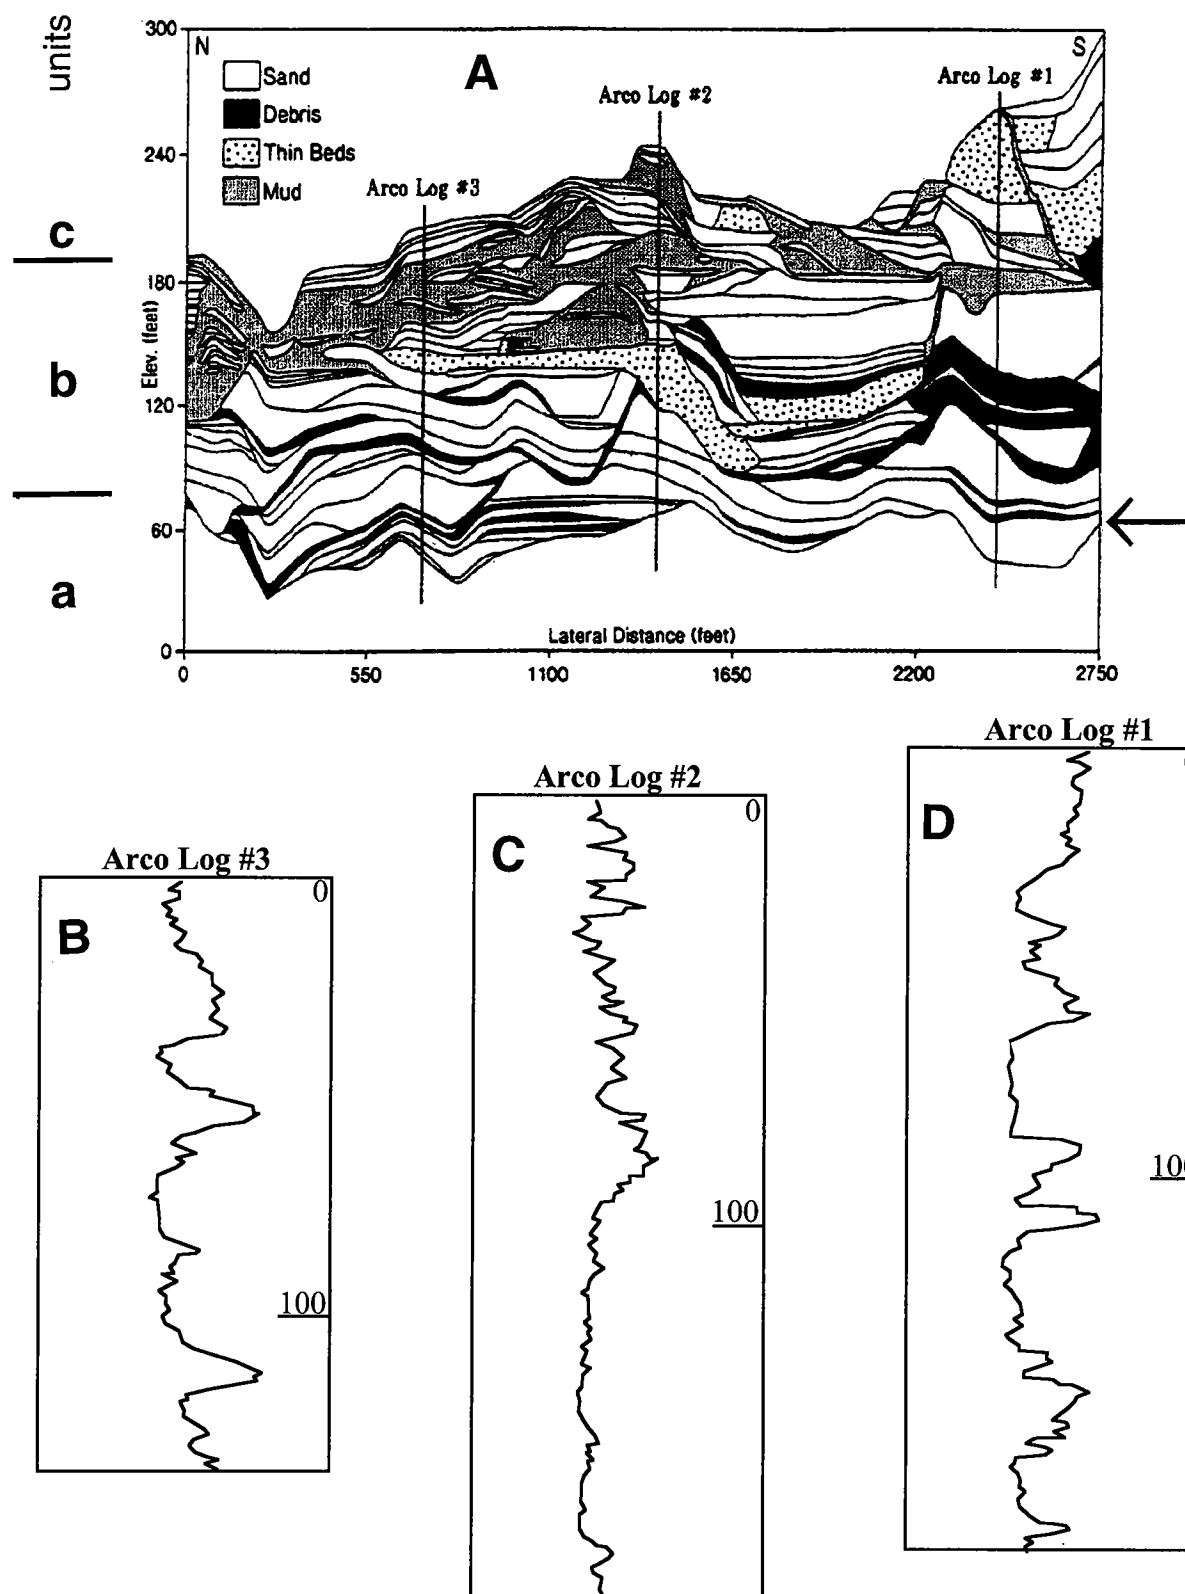 units
c
b
a
300
240
180
120
60
0
Elev. (feet)
N
S
A
Sand
Debris
Thin Beds
Mud
Arco Log #3
Arco Log #2
Arco Log #1
Lateral Distance (feet)
0
550
1100
1650
2200
2750
Arco Log #3
B
0
100
Arco Log #2
C
0
100
Arco Log #1
D